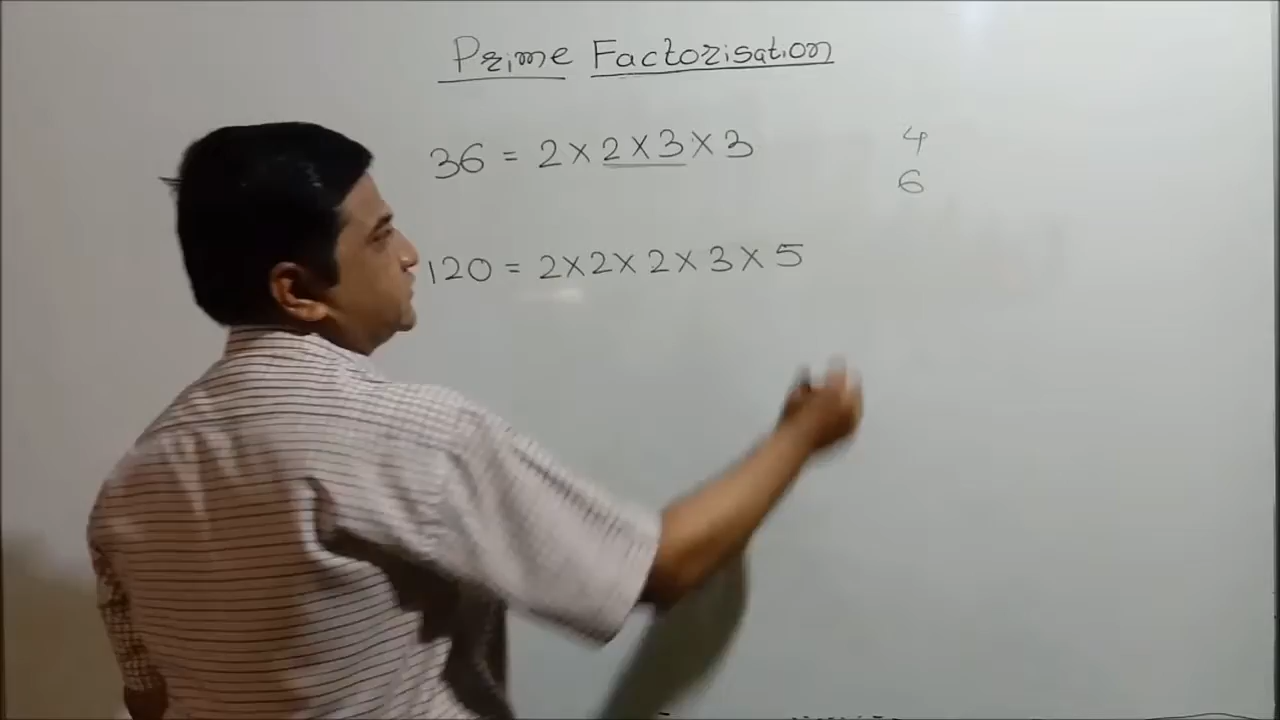 Prime Factorisation
36 = 2 × 2 × 3 × 3
4
6
120 = 2 × 2 × 2 × 3 × 5